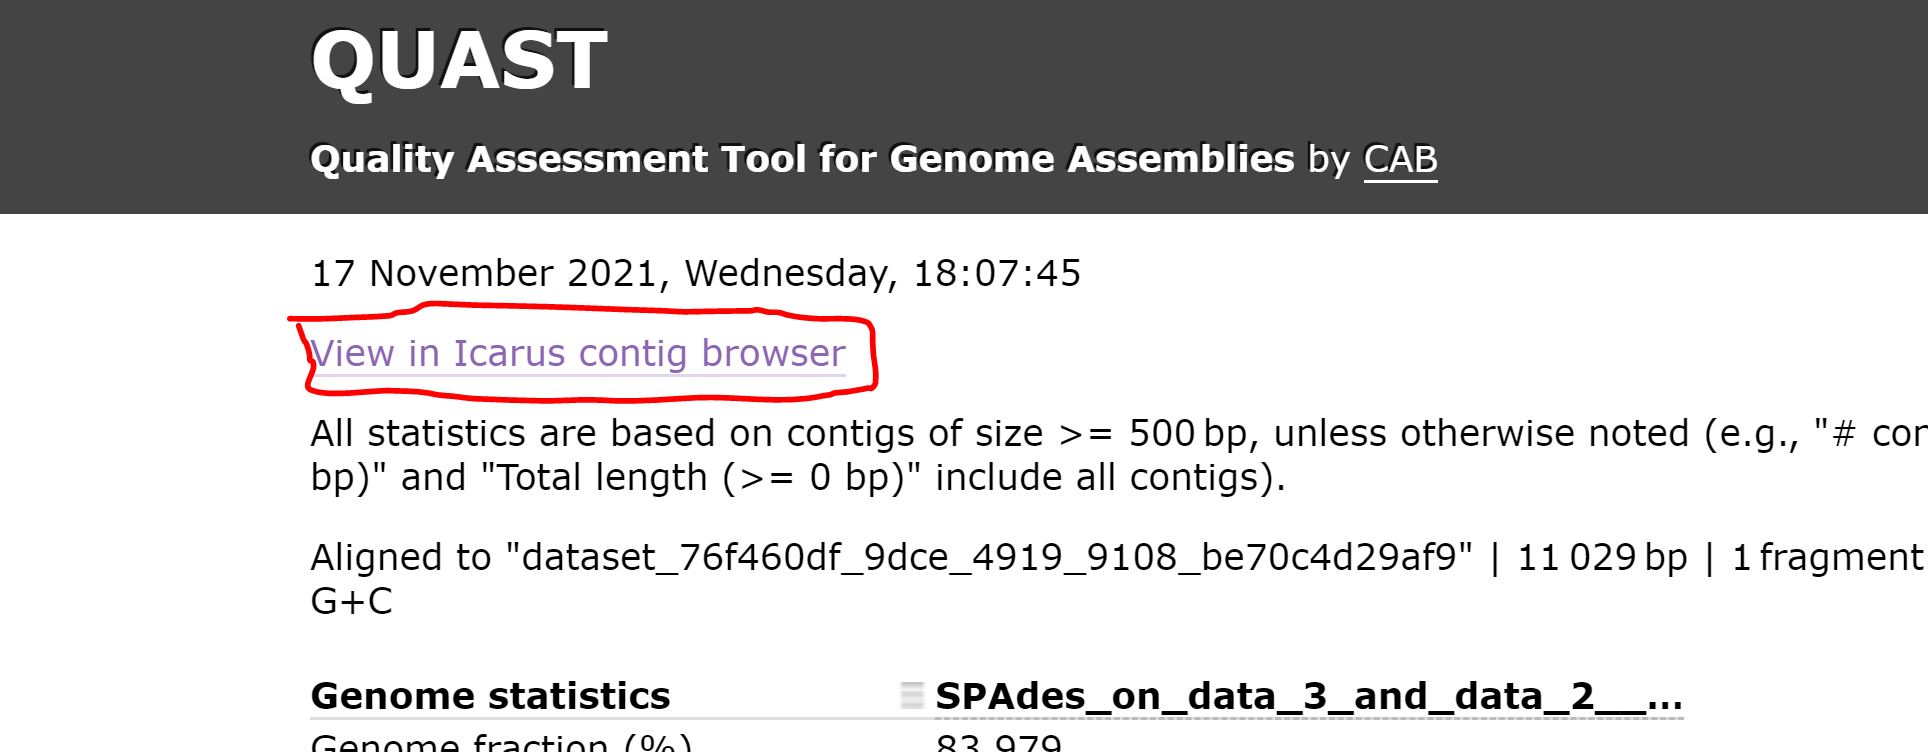 QUAST
Quality Assessment Tool for Genome Assemblies by CAB
17 November 2021, Wednesday, 18:07:45
View in Icarus contig browser
All statistics are based on contigs of size >= 500 bp, unless otherwise noted (e.g., "#
bp)" and "Total length (>= 0 bp)" include all contigs).
Aligned to "dataset_76f460df_9dce_4919_9108_be70c4d29af9" | 11 029 bp | 1 fragment
G+C
Genome statistics SPAdes_on_data_3_and_data_2__...
Genome fraction (%) 83.979